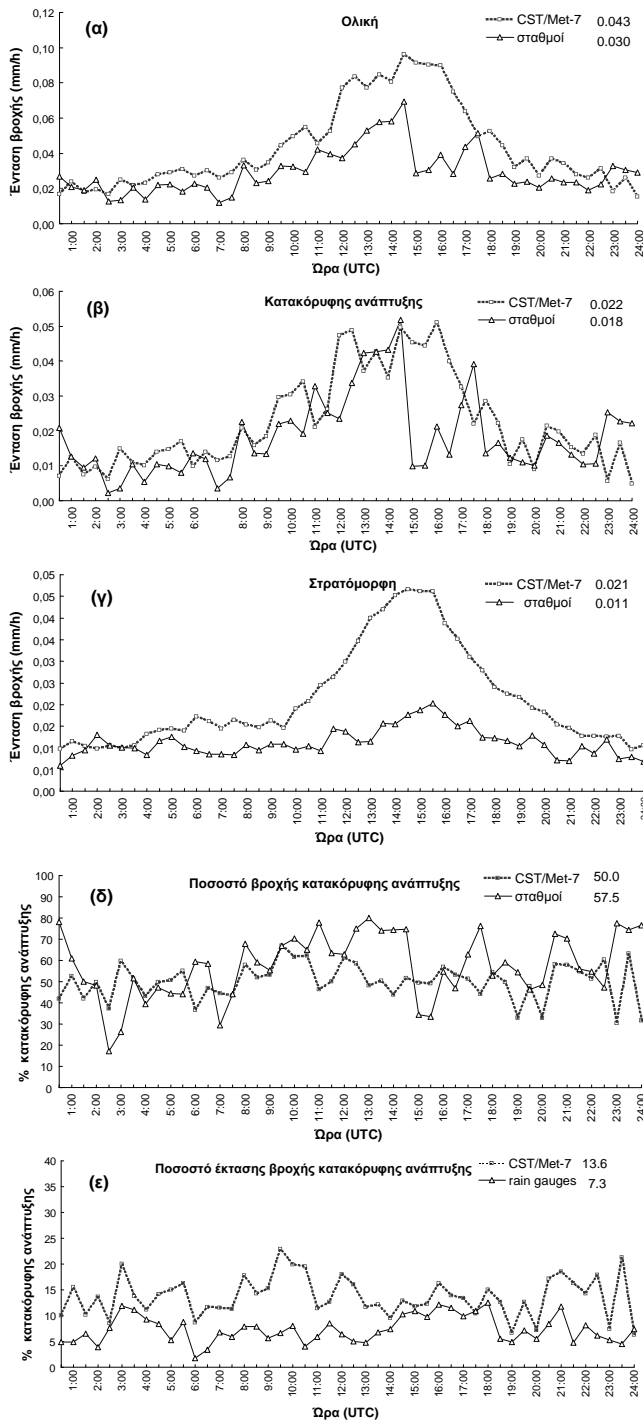 (α)
Ολική
CST/Met-7 0.043
σταθμοί 0.030
Ένταση βροχής (mm/h)
0,12
0,10
0,08
0,06
0,04
0,02
0,00
1:00 2:00 3:00 4:00 5:00 6:00 7:00 8:00 9:00 10:00 11:00 12:00 13:00 14:00 15:00 16:00 17:00 18:00 19:00 20:00 21:00 22:00 23:00 24:00
Ώρα (UTC)
(β)
Κατακόρυφης ανάπτυξης
CST/Met-7 0.022
σταθμοί 0.018
Ένταση βροχής (mm/h)
0,06
0,05
0,04
0,03
0,02
0,01
0,00
1:00 2:00 3:00 4:00 5:00 6:00 7:00 8:00 9:00 10:00 11:00 12:00 13:00 14:00 15:00 16:00 17:00 18:00 19:00 20:00 21:00 22:00 23:00 24:00
Ώρα (UTC)
(γ)
Στρατόμορφη
CST/Met-7 0.021
σταθμοί 0.011
Ένταση βροχής (mm/h)
0,05
0,05
0,04
0,04
0,03
0,03
0,02
0,02
0,01
0,01
0,00
1:00 2:00 3:00 4:00 5:00 6:00 7:00 8:00 9:00 10:00 11:00 12:00 13:00 14:00 15:00 16:00 17:00 18:00 19:00 20:00 21:00 22:00 23:00
Ώρα (UTC)
(δ)
Ποσοστό βροχής κατακόρυφης ανάπτυξης
CST/Met-7 50.0
σταθμοί 57.5
% κατακόρυφης ανάπτυξης
100
90
80
70
60
50
40
30
20
10
0
1:00 2:00 3:00 4:00 5:00 6:00 7:00 8:00 9:00 10:00 11:00 12:00 13:00 14:00 15:00 16:00 17:00 18:00 19:00 20:00 21:00 22:00 23:00 24:00
Ώρα (UTC)
(ε)
Ποσοστό έκτασης βροχής κατακόρυφης ανάπτυξης
CST/Met-7 13.6
rain gauges 7.3
% κατακόρυφης ανάπτυξης
40
35
30
25
20
15
10
5
0
1:00 2:00 3:00 4:00 5:00 6:00 7:00 8:00 9:00 10:00 11:00 12:00 13:00 14:00 15:00 16:00 17:00 18:00 19:00 20:00 21:00 22:00 23:00 24:00
Ώρα (UTC)